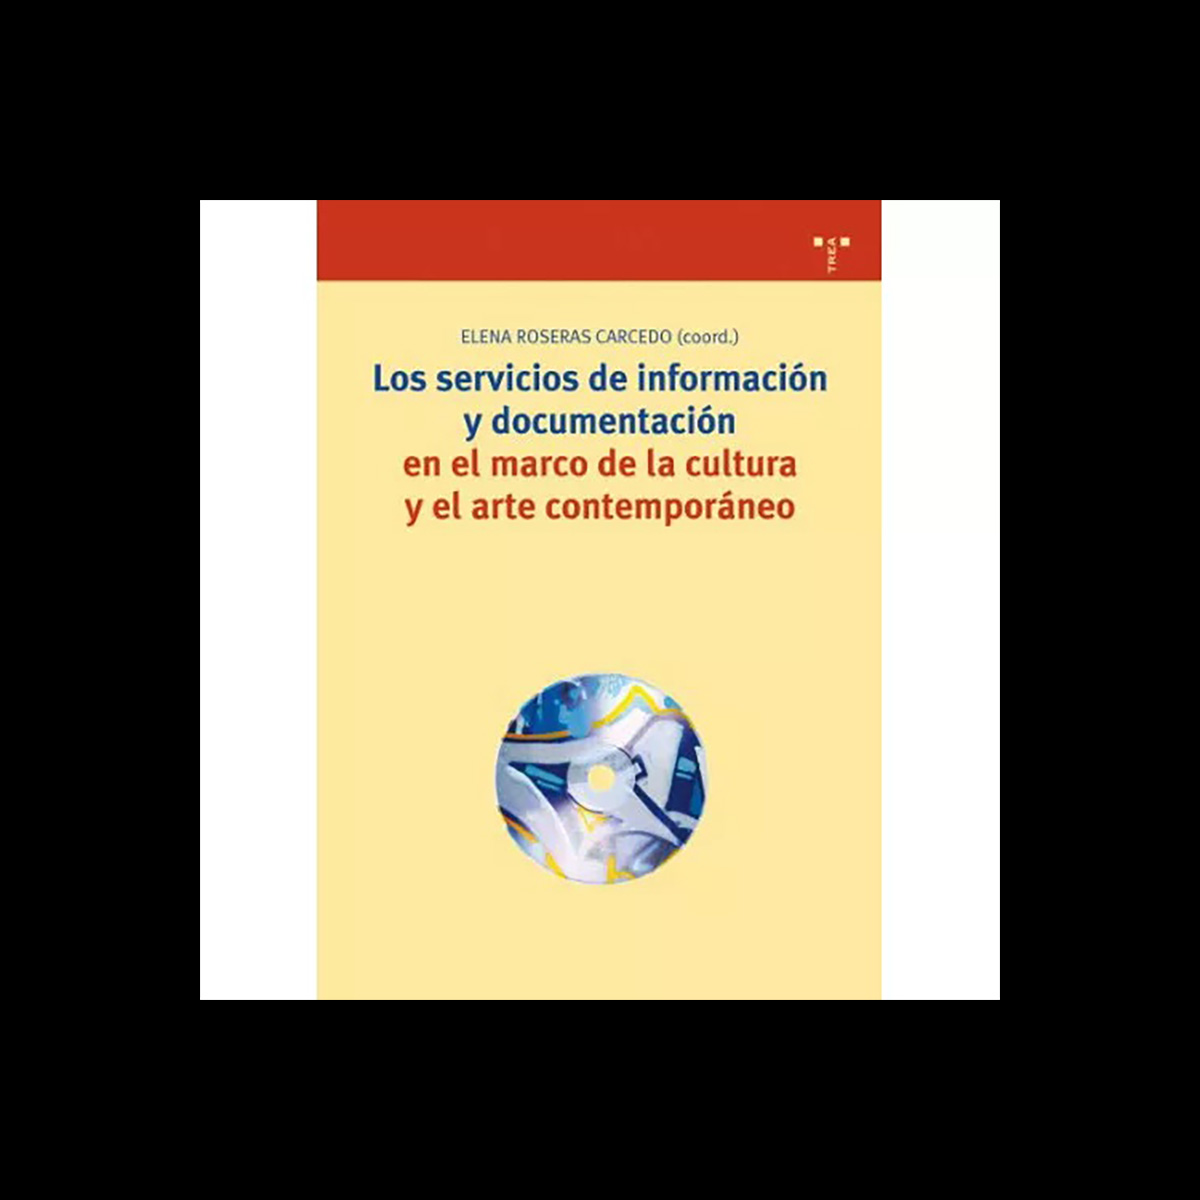 TREA
ELENA ROSERAS CARCEDO (coord.)
Los servicios de información
y documentación
en el marco de la cultura
y el arte contemporáneo